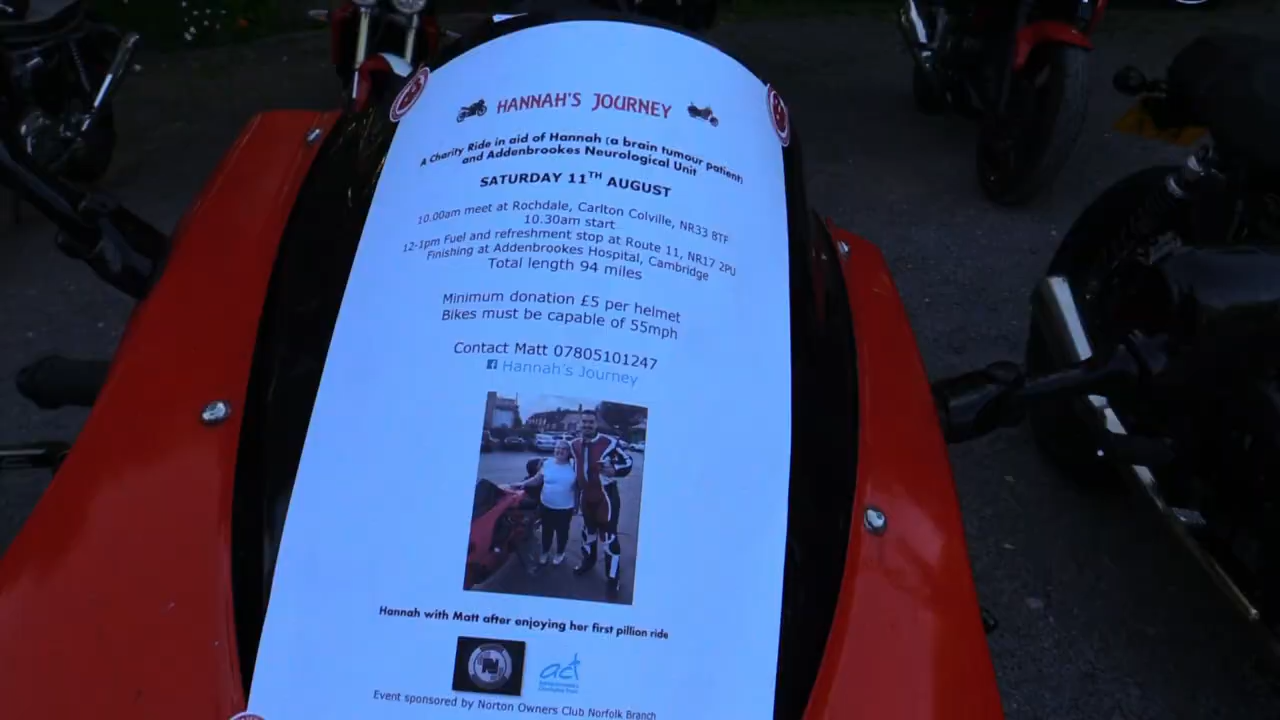 HANNAH'S JOURNEY
A Charity Ride in aid of Hannah (a brain tumour patient)
and Addenbrookes Neurological Unit
SATURDAY 11TH AUGUST
10.00am meet at Rochdale, Carlton Colville, NR33 8TF
10.30am start
12-1pm Fuel and refreshment stop at Route 11, NR17 2PU
Finishing at Addenbrookes Hospital, Cambridge
Total length 94 miles
Minimum donation £5 per helmet
Bikes must be capable of 55mph
Contact Matt 07805101247
Hannah's Journey
Hannah with Matt after enjoying her first pillion ride
act
Event sponsored by Norton Owners Club Norfolk Branch